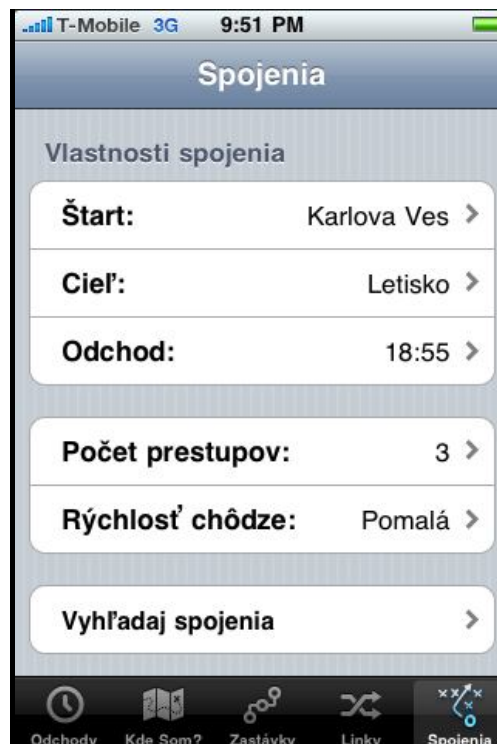 T-Mobile 3G 9:51 PM
Spojenia
Vlastnosti spojenia
Štart: Karlova Ves
Cieľ: Letisko
Odchod: 18:55
Počet prestupov: 3
Rýchlosť chôdze: Pomalá
Vyhľadaj spojenia
Odchody Kde Som? Zastávky Linky Spojenia